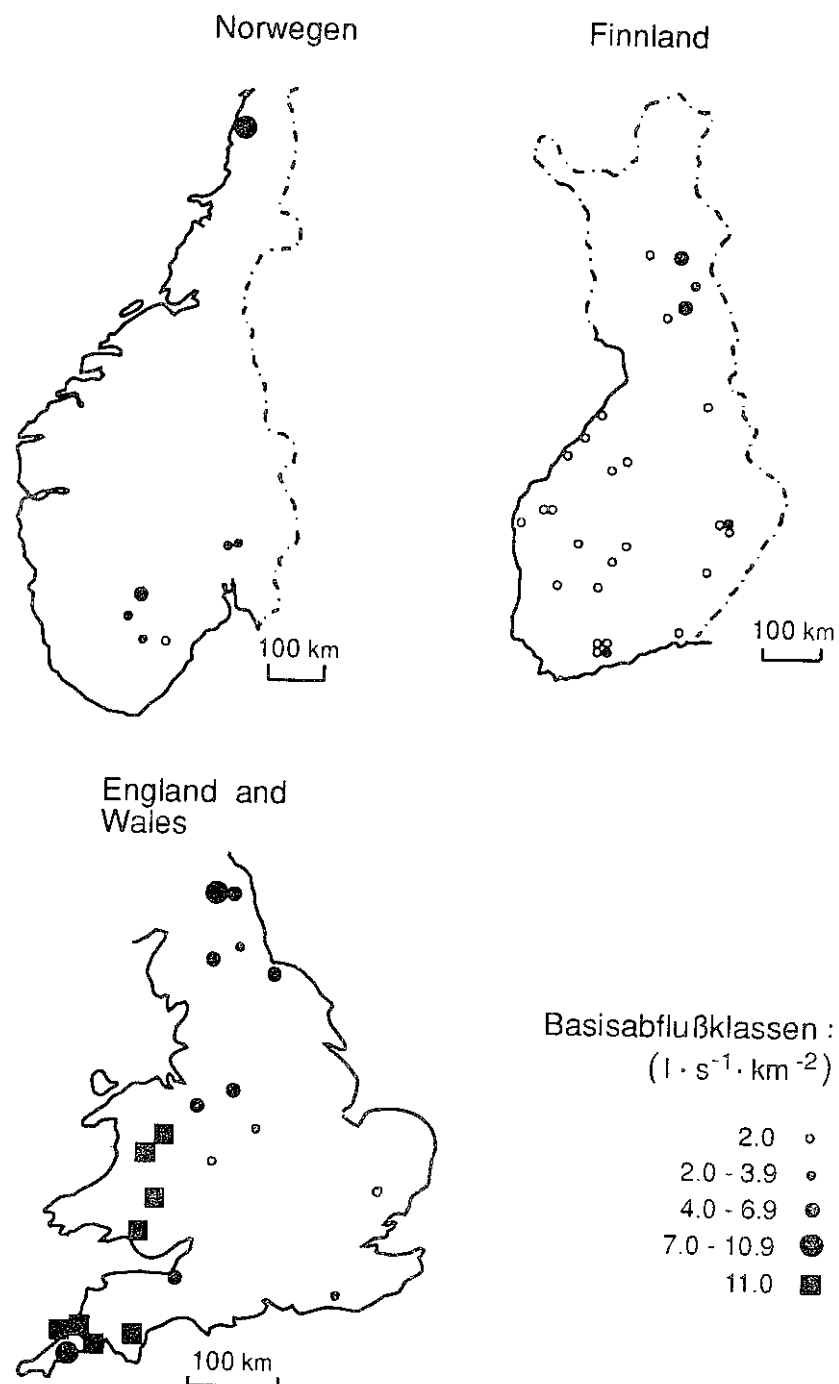 Norwegen
Finnland
100 km
100 km
England and
Wales
Basisabflußklassen :
(l · s⁻¹ · km⁻²)
2.0
2.0 - 3.9
4.0 - 6.9
7.0 - 10.9
11.0
100 km